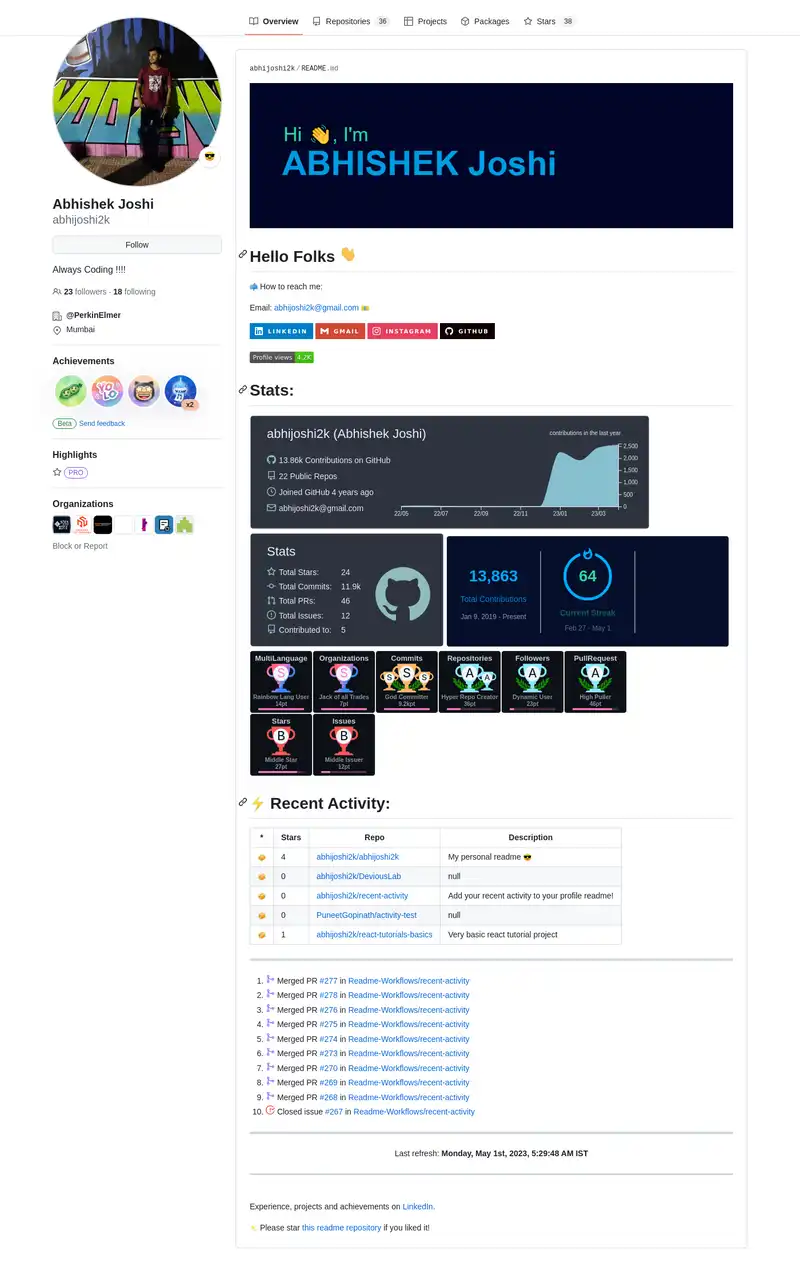 Overview Repositories 36 Projects Packages Stars 38
Abhishek Joshi
abhijoshi2k
Follow
Always Coding !!!!
23 followers · 18 following
@PerkinElmer
Mumbai
Achievements
YOLO
x2
Beta Send feedback
Highlights
PRO
Organizations
Block or Report
abhijoshi2k / README.md
Hi 👋, I'm
ABHISHEK Joshi
Hello Folks 👋
📫 How to reach me:
Email: abhijoshi2k@gmail.com
LINKEDIN GMAIL INSTAGRAM GITHUB
Profile views 4.2K
Stats:
abhijoshi2k (Abhishek Joshi)
13.86k Contributions on GitHub
22 Public Repos
Joined GitHub 4 years ago
abhijoshi2k@gmail.com
contributions in the last year
2,500
2,000
1,500
1,000
500
0
22/05 22/07 22/09 22/11 23/01 23/03
Stats
Total Stars: 24
Total Commits: 11.9k
Total PRs: 46
Total Issues: 12
Contributed to: 5
13,863
Total Contributions
Jan 9, 2019 - Present
64
Current Streak
Feb 27 - May 1
MultiLanguage Organizations Commits Repositories Followers PullRequest
S S S S S A A A A
Rainbow Lang User Jack of all Trades God Committer Hyper Repo Creator Dynamic User High Puller
14pt 7pt 9.2kpt 36pt 23pt 46pt
Stars Issues
B B
Middle Star Middle Issuer
27pt 12pt
⚡ Recent Activity:
* Stars Repo Description
4 abhijoshi2k/abhijoshi2k My personal readme 😎
0 abhijoshi2k/DeviousLab null
0 abhijoshi2k/recent-activity Add your recent activity to your profile readme!
0 PuneetGopinath/activity-test null
1 abhijoshi2k/react-tutorials-basics Very basic react tutorial project
1. Merged PR #277 in Readme-Workflows/recent-activity
2. Merged PR #278 in Readme-Workflows/recent-activity
3. Merged PR #276 in Readme-Workflows/recent-activity
4. Merged PR #275 in Readme-Workflows/recent-activity
5. Merged PR #274 in Readme-Workflows/recent-activity
6. Merged PR #273 in Readme-Workflows/recent-activity
7. Merged PR #270 in Readme-Workflows/recent-activity
8. Merged PR #269 in Readme-Workflows/recent-activity
9. Merged PR #268 in Readme-Workflows/recent-activity
10. Closed issue #267 in Readme-Workflows/recent-activity
Last refresh: Monday, May 1st, 2023, 5:29:48 AM IST
Experience, projects and achievements on LinkedIn.
Please star this readme repository if you liked it!